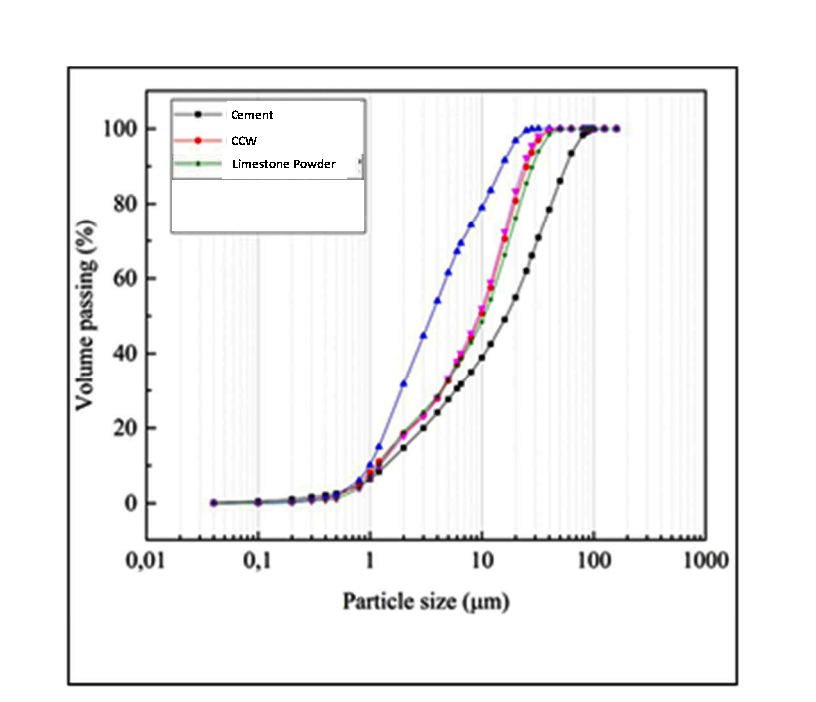 Cement
CCW
Limestone Powder
100
80
60
40
20
0
Volume passing (%)
0,01 0,1 1 10 100 1000
Particle size (μm)